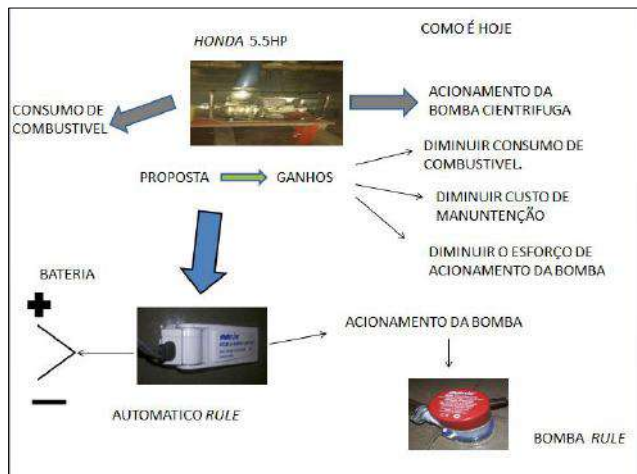 COMO É HOJE
HONDA 5.5HP
CONSUMO DE
COMBUSTIVEL
ACIONAMENTO DA
BOMBA CIENTRIFUGA
DIMINUIR CONSUMO DE
COMBUSTIVEL.
PROPOSTA
GANHOS
DIMINUIR CUSTO DE
MANUNTENÇÃO
DIMINUIR O ESFORÇO DE
ACIONAMENTO DA BOMBA
BATERIA
+
−
ACIONAMENTO DA BOMBA
AUTOMATICO RULE
BOMBA RULE